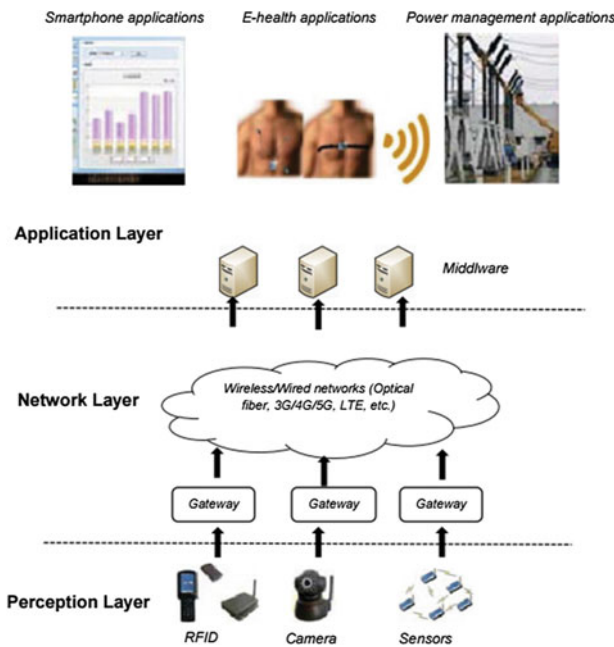 Smartphone applications
E-health applications
Power management applications
Application Layer
Middlware
Network Layer
Wireless/Wired networks (Optical
fiber, 3G/4G/5G, LTE, etc.)
Gateway
Gateway
Gateway
Perception Layer
RFID
Camera
Sensors